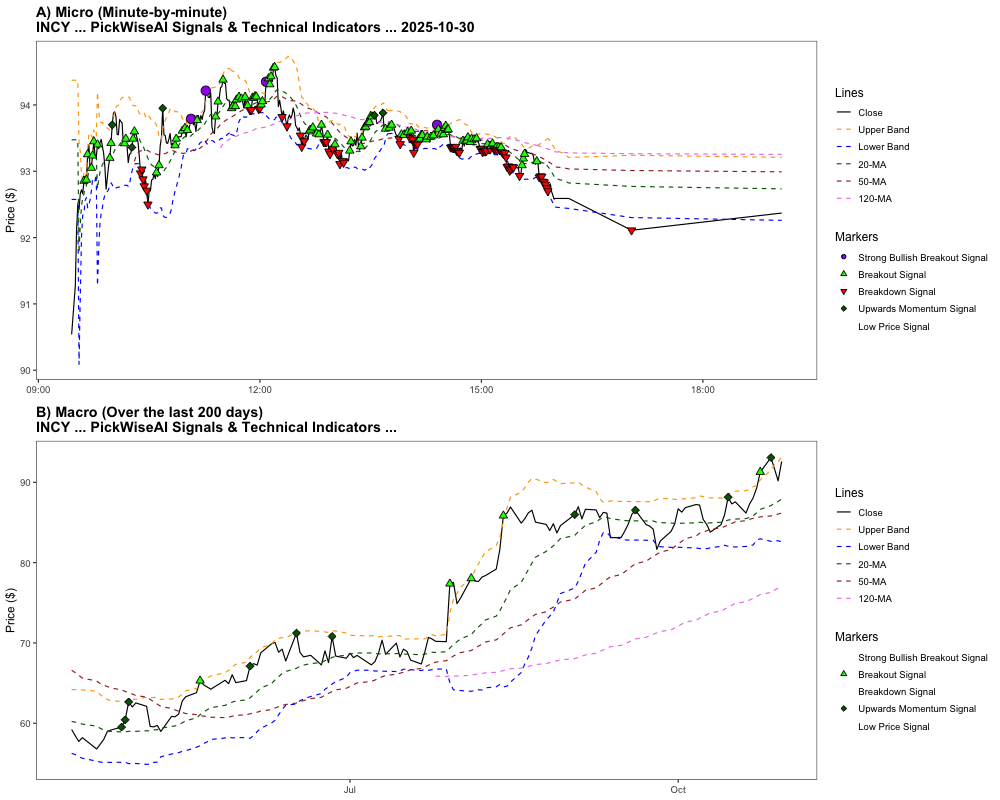 A) Micro (Minute-by-minute)
INCY ... PickWiseAI Signals & Technical Indicators ... 2025-10-30
Price ($)
94
93
92
91
90
09:00
12:00
15:00
18:00
Lines
Close
Upper Band
Lower Band
20-MA
50-MA
120-MA
Markers
Strong Bullish Breakout Signal
Breakout Signal
Breakdown Signal
Upwards Momentum Signal
Low Price Signal
B) Macro (Over the last 200 days)
INCY ... PickWiseAI Signals & Technical Indicators ...
Price ($)
90
80
70
60
Jul
Oct
Lines
Close
Upper Band
Lower Band
20-MA
50-MA
120-MA
Markers
Strong Bullish Breakout Signal
Breakout Signal
Breakdown Signal
Upwards Momentum Signal
Low Price Signal